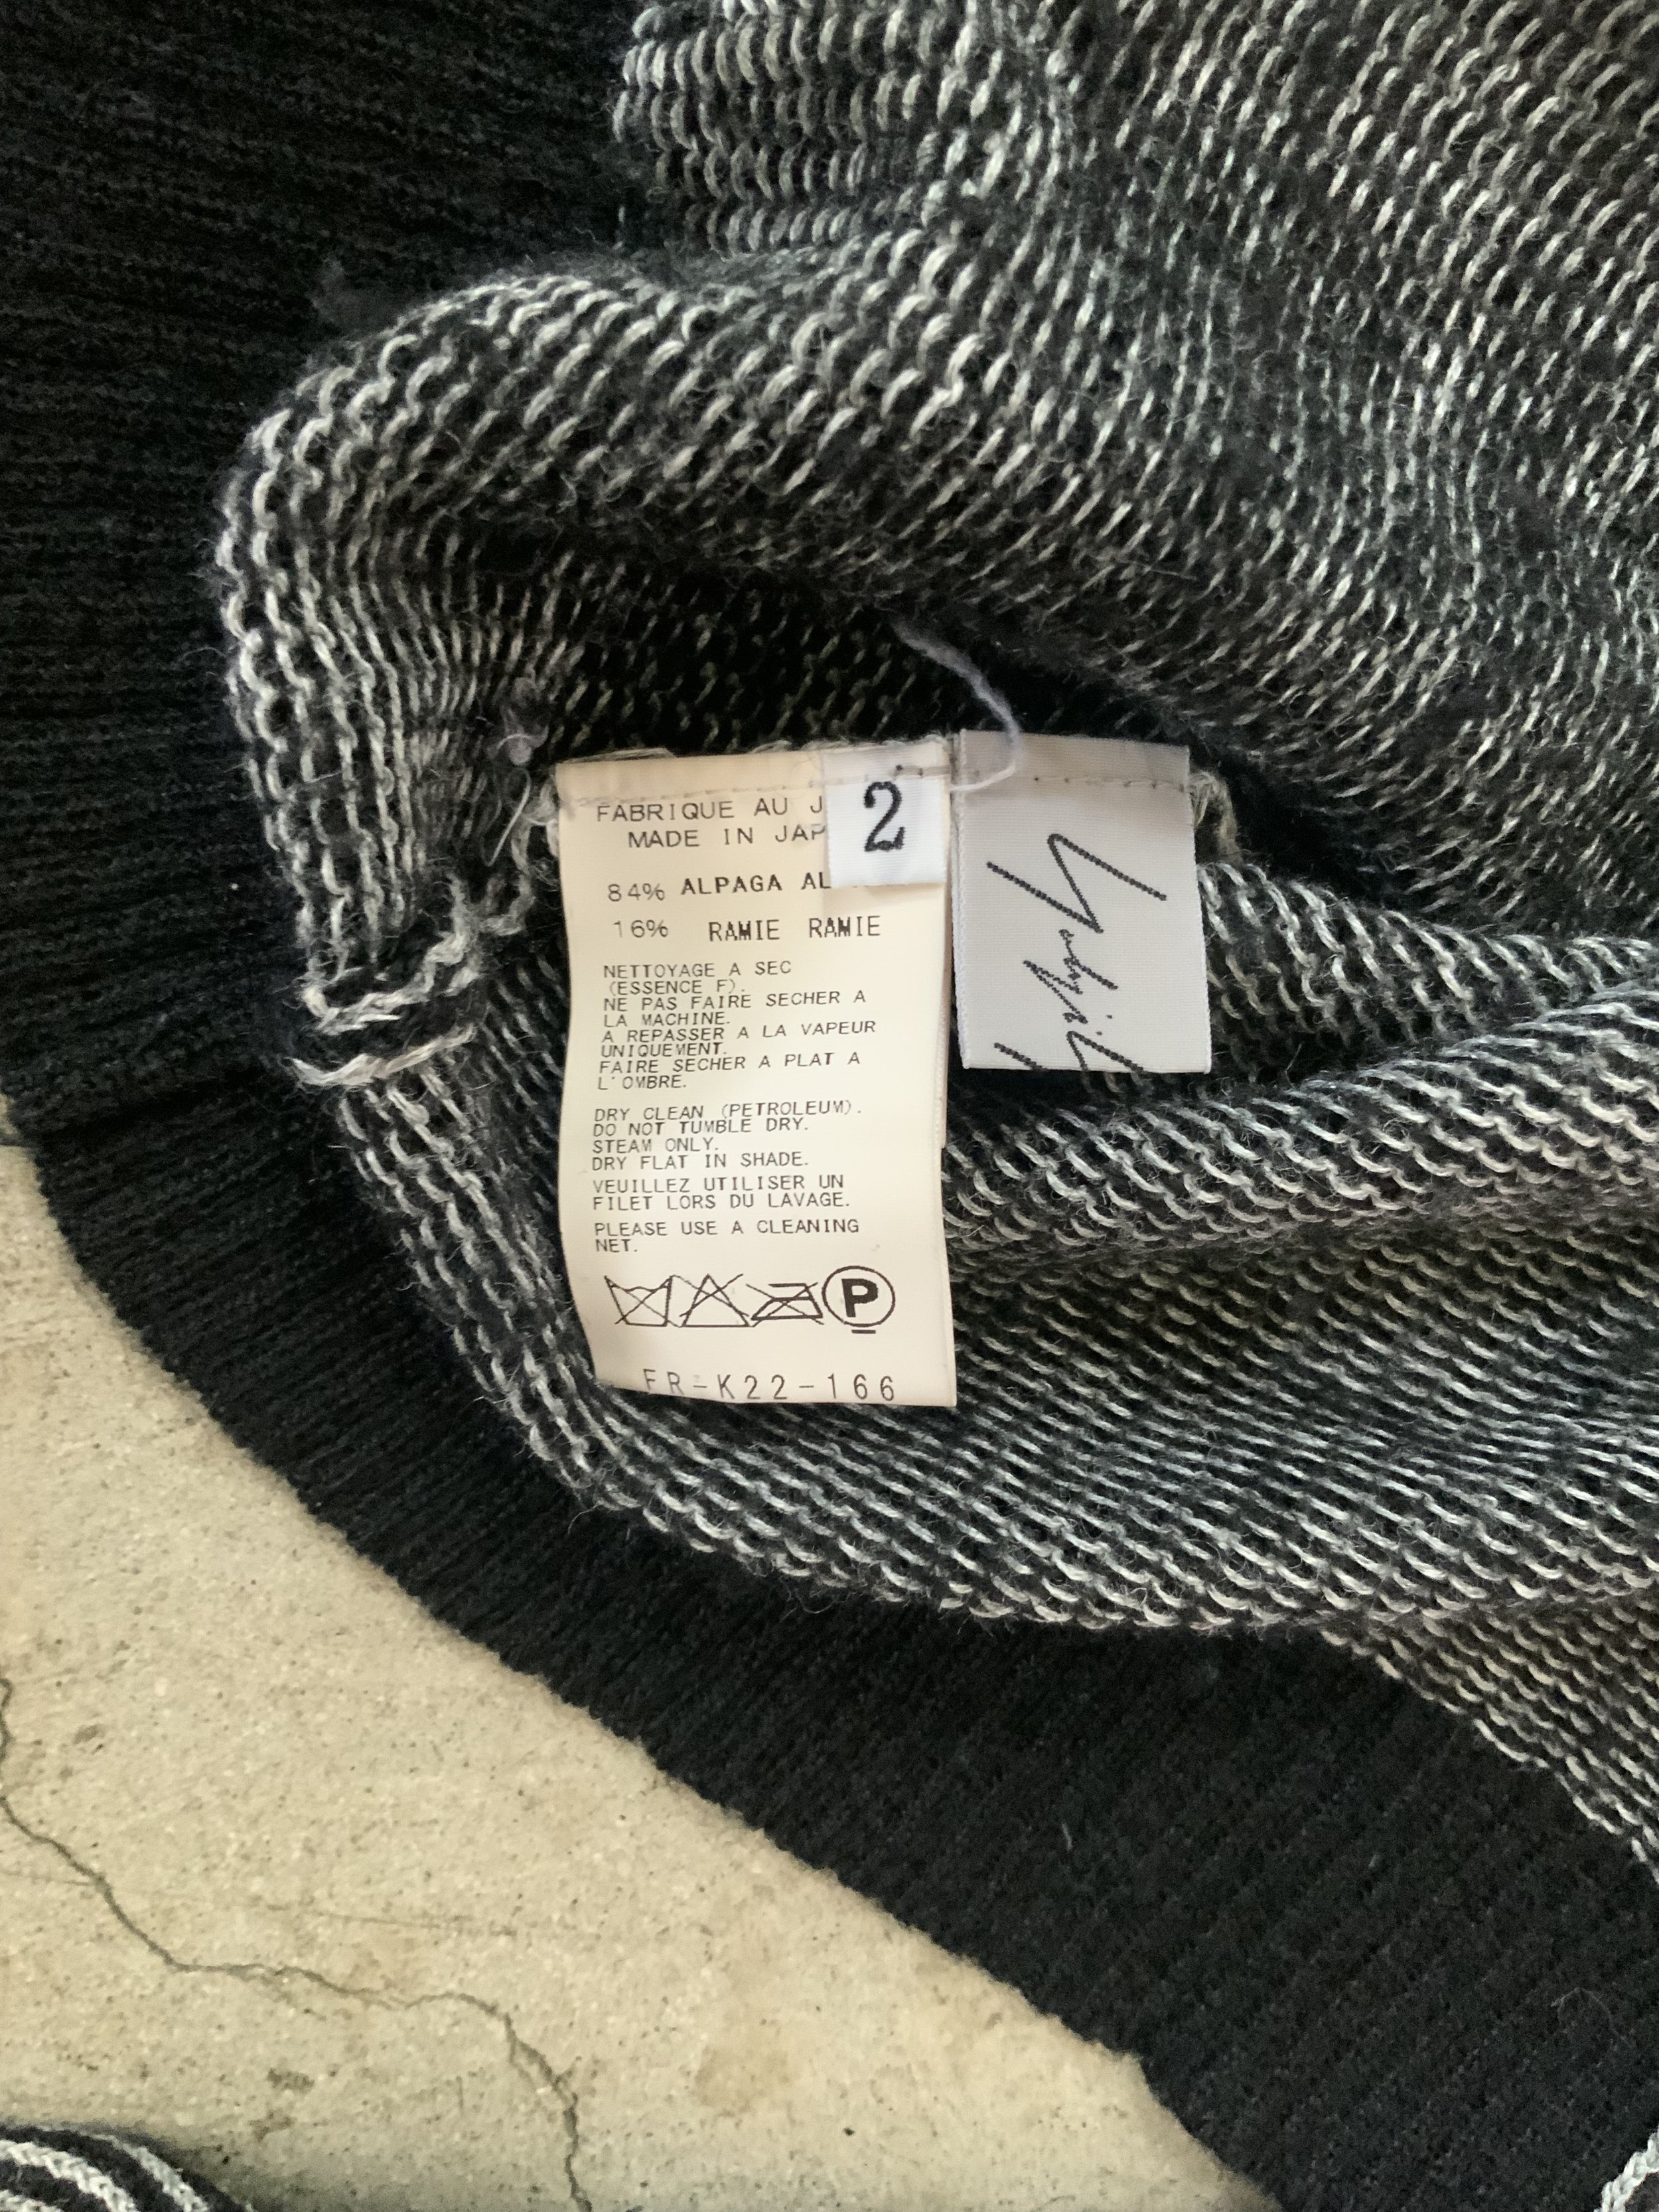 FABRIQUE AU J
MADE IN JAP
2
84% ALPAGA AL
16% RAMIE RAMIE
NETTOYAGE A SEC
(ESSENCE F).
NE PAS FAIRE SECHER A
LA MACHINE.
A REPASSER A LA VAPEUR
UNIQUEMENT.
FAIRE SECHER A PLAT A
L'OMBRE.
DRY CLEAN (PETROLEUM).
DO NOT TUMBLE DRY.
STEAM ONLY.
DRY FLAT IN SHADE.
VEUILLEZ UTILISER UN
FILET LORS DU LAVAGE.
PLEASE USE A CLEANING
NET.
P
FR-K22-166